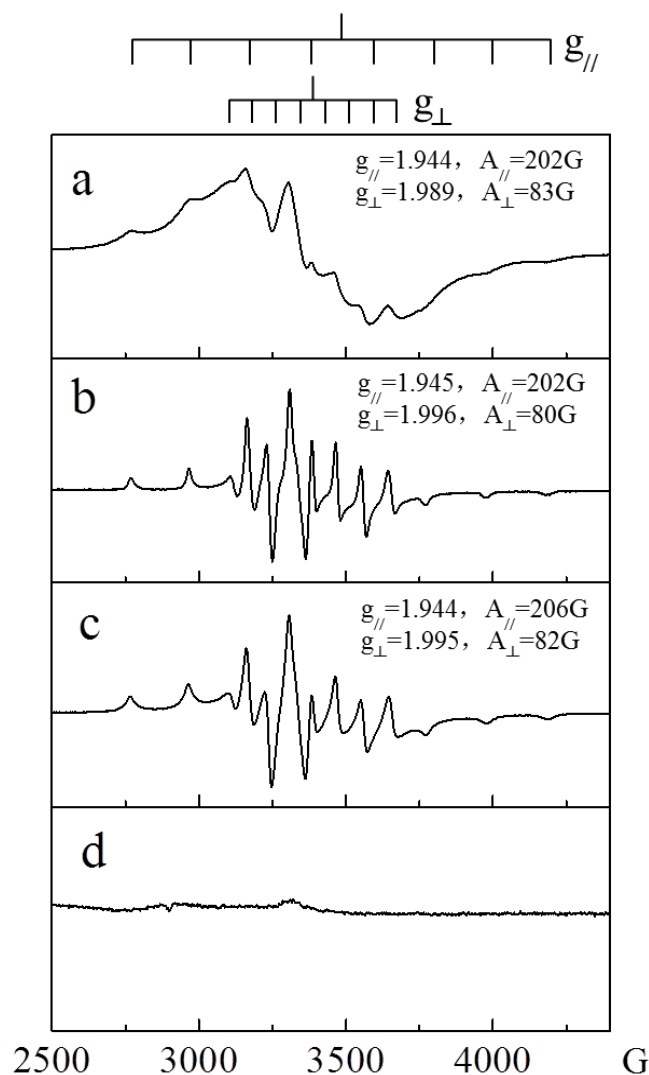 g//
g⊥
a
g//=1.944, A//=202G
g⊥=1.989, A⊥=83G
b
g//=1.945, A//=202G
g⊥=1.996, A⊥=80G
c
g//=1.944, A//=206G
g⊥=1.995, A⊥=82G
d
2500 3000 3500 4000 G